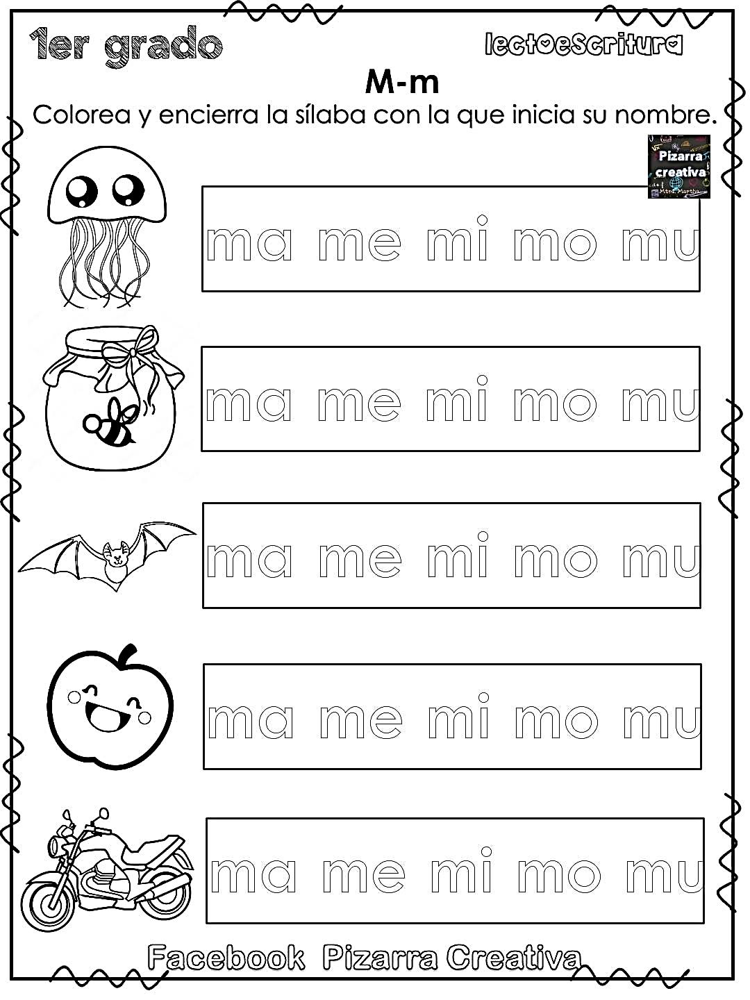 1er grado
lectoescritura
M-m
Colorea y encierra la sílaba con la que inicia su nombre.
Pizarra
creativa
Mtra. Martha
ma me mi mo mu
ma me mi mo mu
ma me mi mo mu
ma me mi mo mu
ma me mi mo mu
Facebook Pizarra Creativa